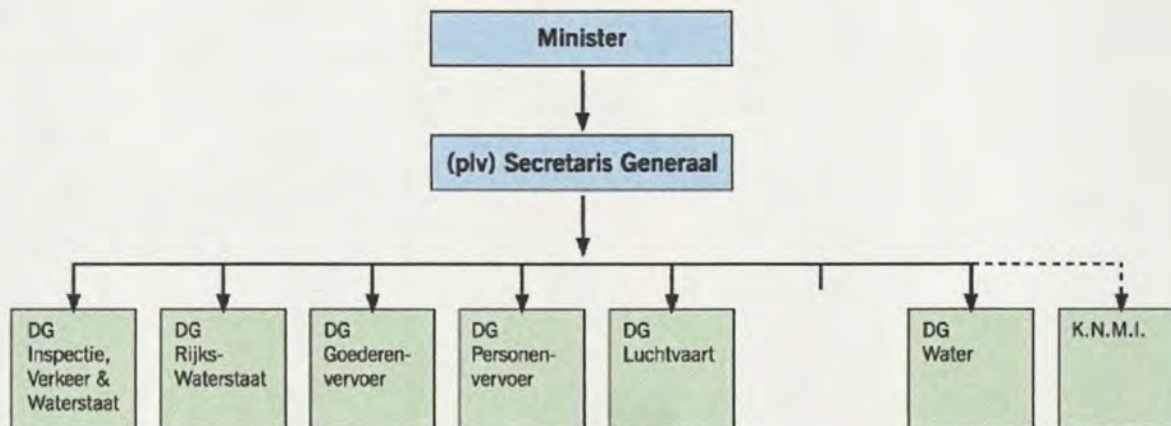 Minister
(plv) Secretaris Generaal
DG
Inspectie,
Verkeer &
Waterstaat
DG
Rijks-
Waterstaat
DG
Goederen-
vervoer
DG
Personen-
vervoer
DG
Luchtvaart
DG
Water
K.N.M.I.